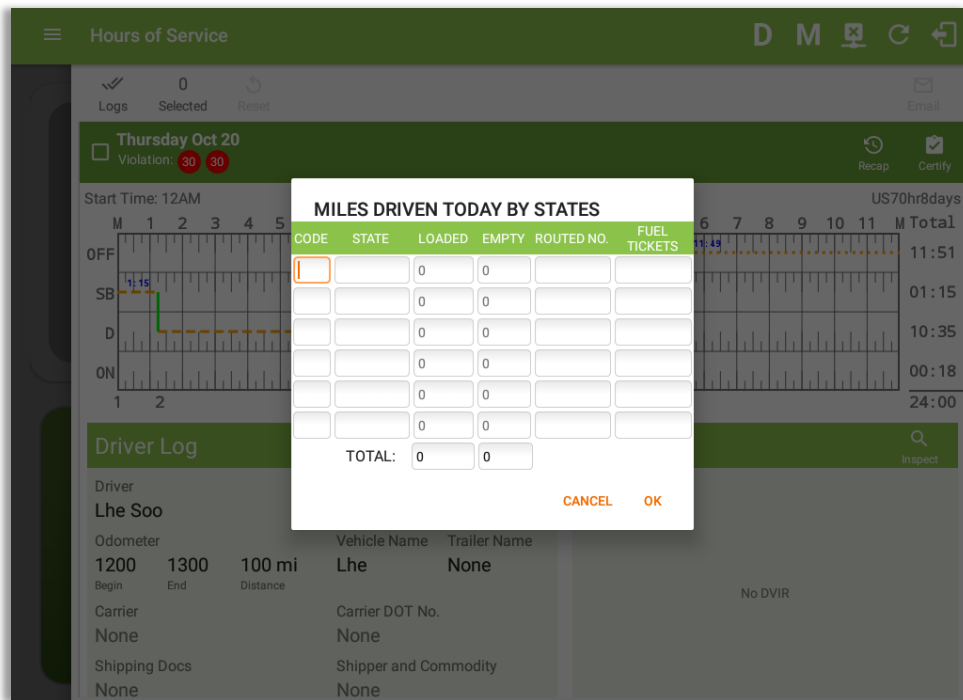 Hours of Service D M
Logs 0 Selected Reset Email
Thursday Oct 20
Violation: 30 30 Recap Certify
Start Time: 12AM US70hr8days
M 1 2 3 4 5 6 7 8 9 10 11 M Total
OFF 11:49 11:51
SB 1:15 01:15
D 10:35
ON 00:18
1 2 24:00
MILES DRIVEN TODAY BY STATES
CODE STATE LOADED EMPTY ROUTED NO. FUEL TICKETS
0 0
0 0
0 0
0 0
0 0
0 0
TOTAL: 0 0
CANCEL OK
Driver Log Inspect
Driver
Lhe Soo
Odometer Vehicle Name Trailer Name
1200 1300 100 mi Lhe None
Begin End Distance
No DVIR
Carrier Carrier DOT No.
None None
Shipping Docs Shipper and Commodity
None None